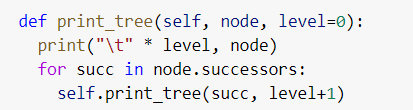 def print_tree(self, node, level=0):
  print("\t" * level, node)
  for succ in node.successors:
    self.print_tree(succ, level+1)